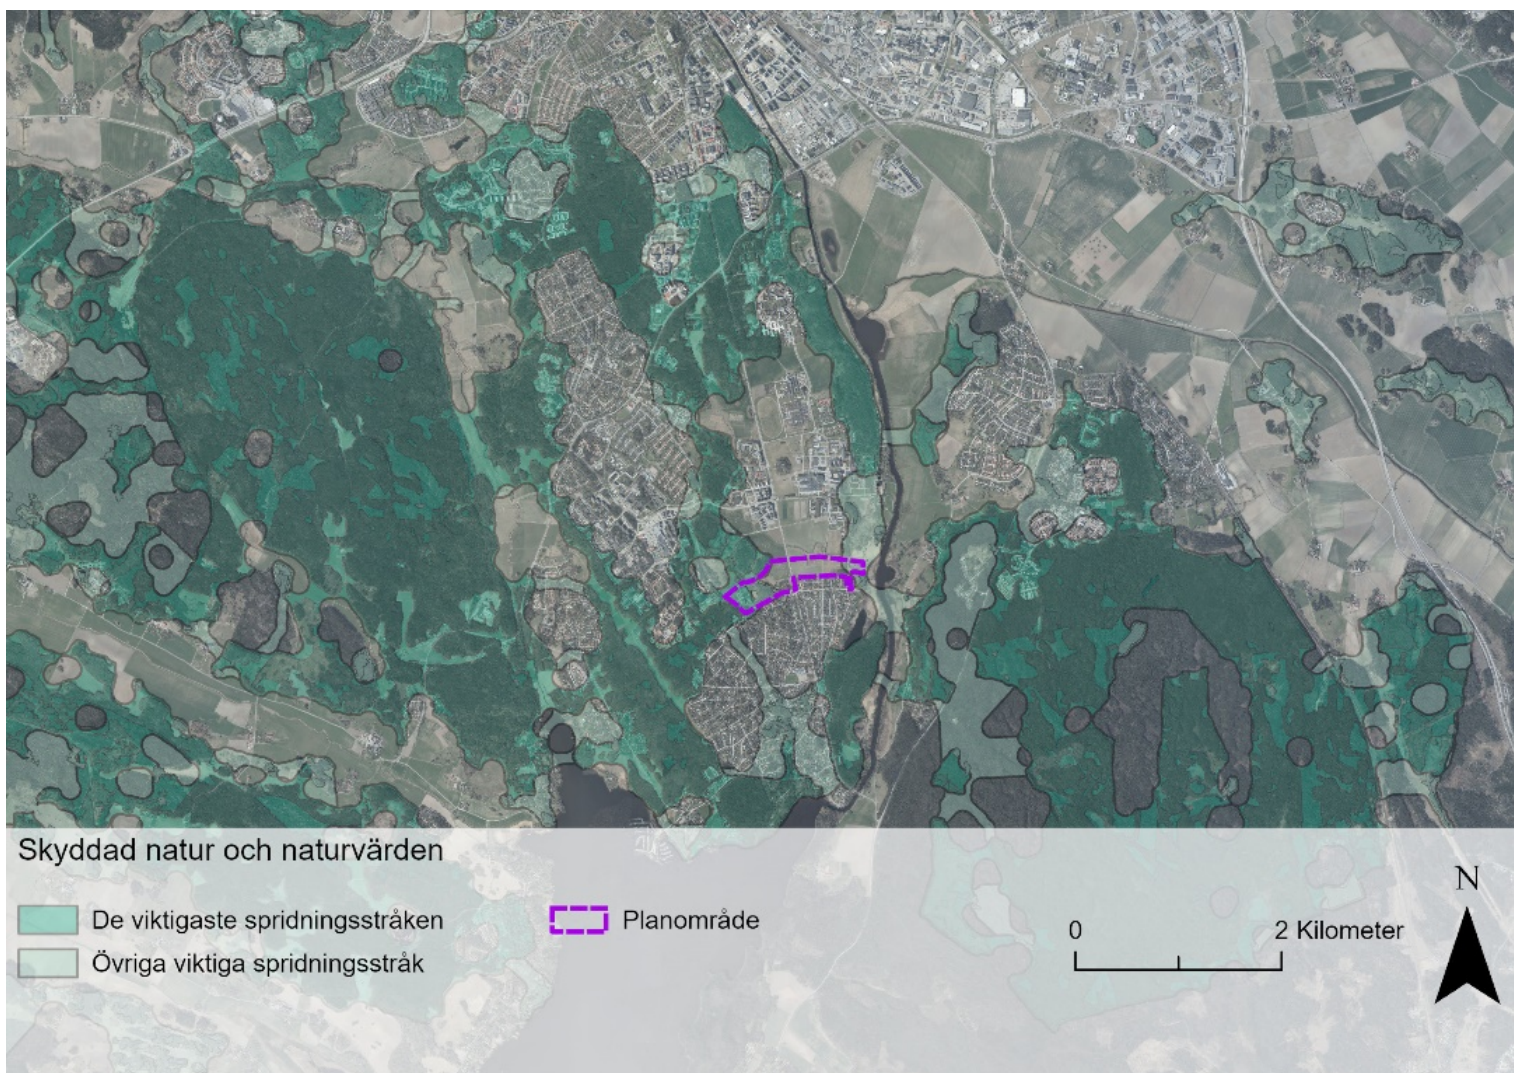 Skyddad natur och naturvärden
De viktigaste spridningsstråken
Övriga viktiga spridningsstråk
Planområde
0 2 Kilometer
N